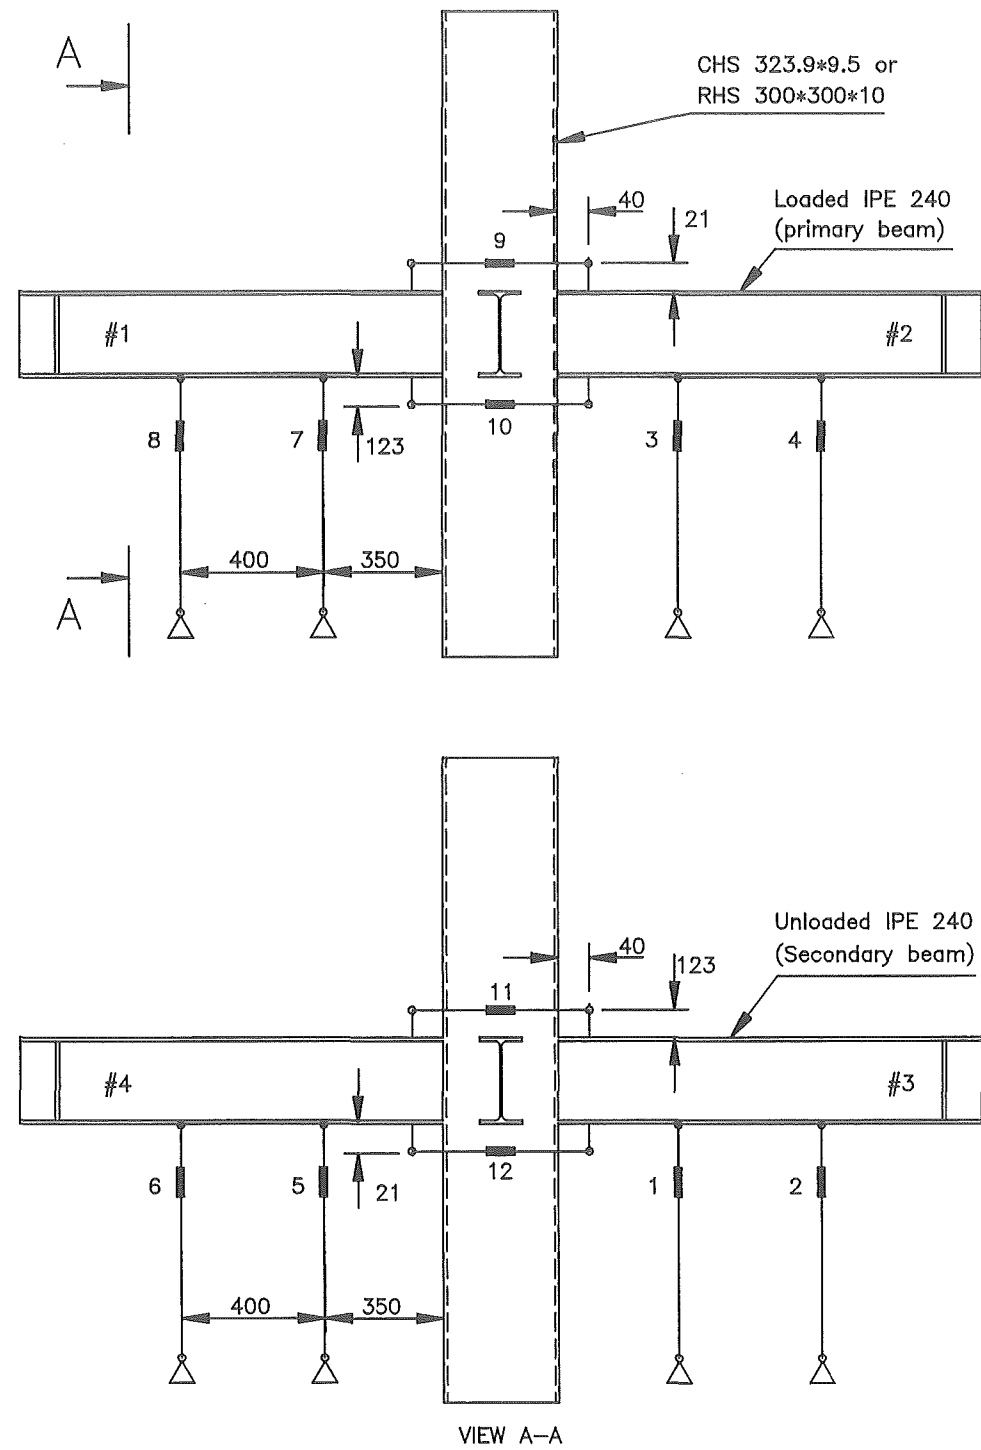 A
CHS 323.9*9.5 or
RHS 300*300*10
40
Loaded IPE 240
(primary beam)
21
9
#1
#2
10
123
8
7
3
4
400
350
A
Unloaded IPE 240
(Secondary beam)
40
123
11
#4
#3
12
21
6
5
1
2
400
350
VIEW A-A